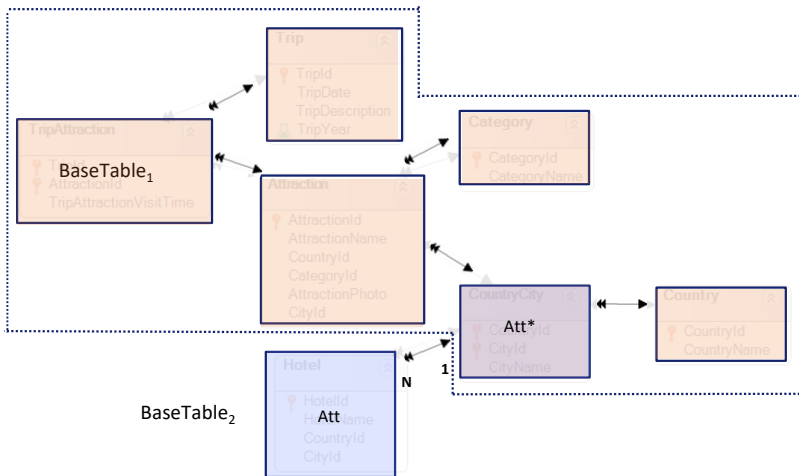 Trip
TripId
TripDate
TripDescription
TripYear
TripAttraction
BaseTable1
AttractionId
TripAttractionVisitTime
Category
CategoryId
CategoryName
Attraction
AttractionId
AttractionName
CountryId
CategoryId
AttractionPhoto
CityId
CountryCity
Att*
CountryId
CityId
CityName
Country
CountryId
CountryName
N
1
Hotel
HotelId
BaseTable2
Att
CountryId
CityId